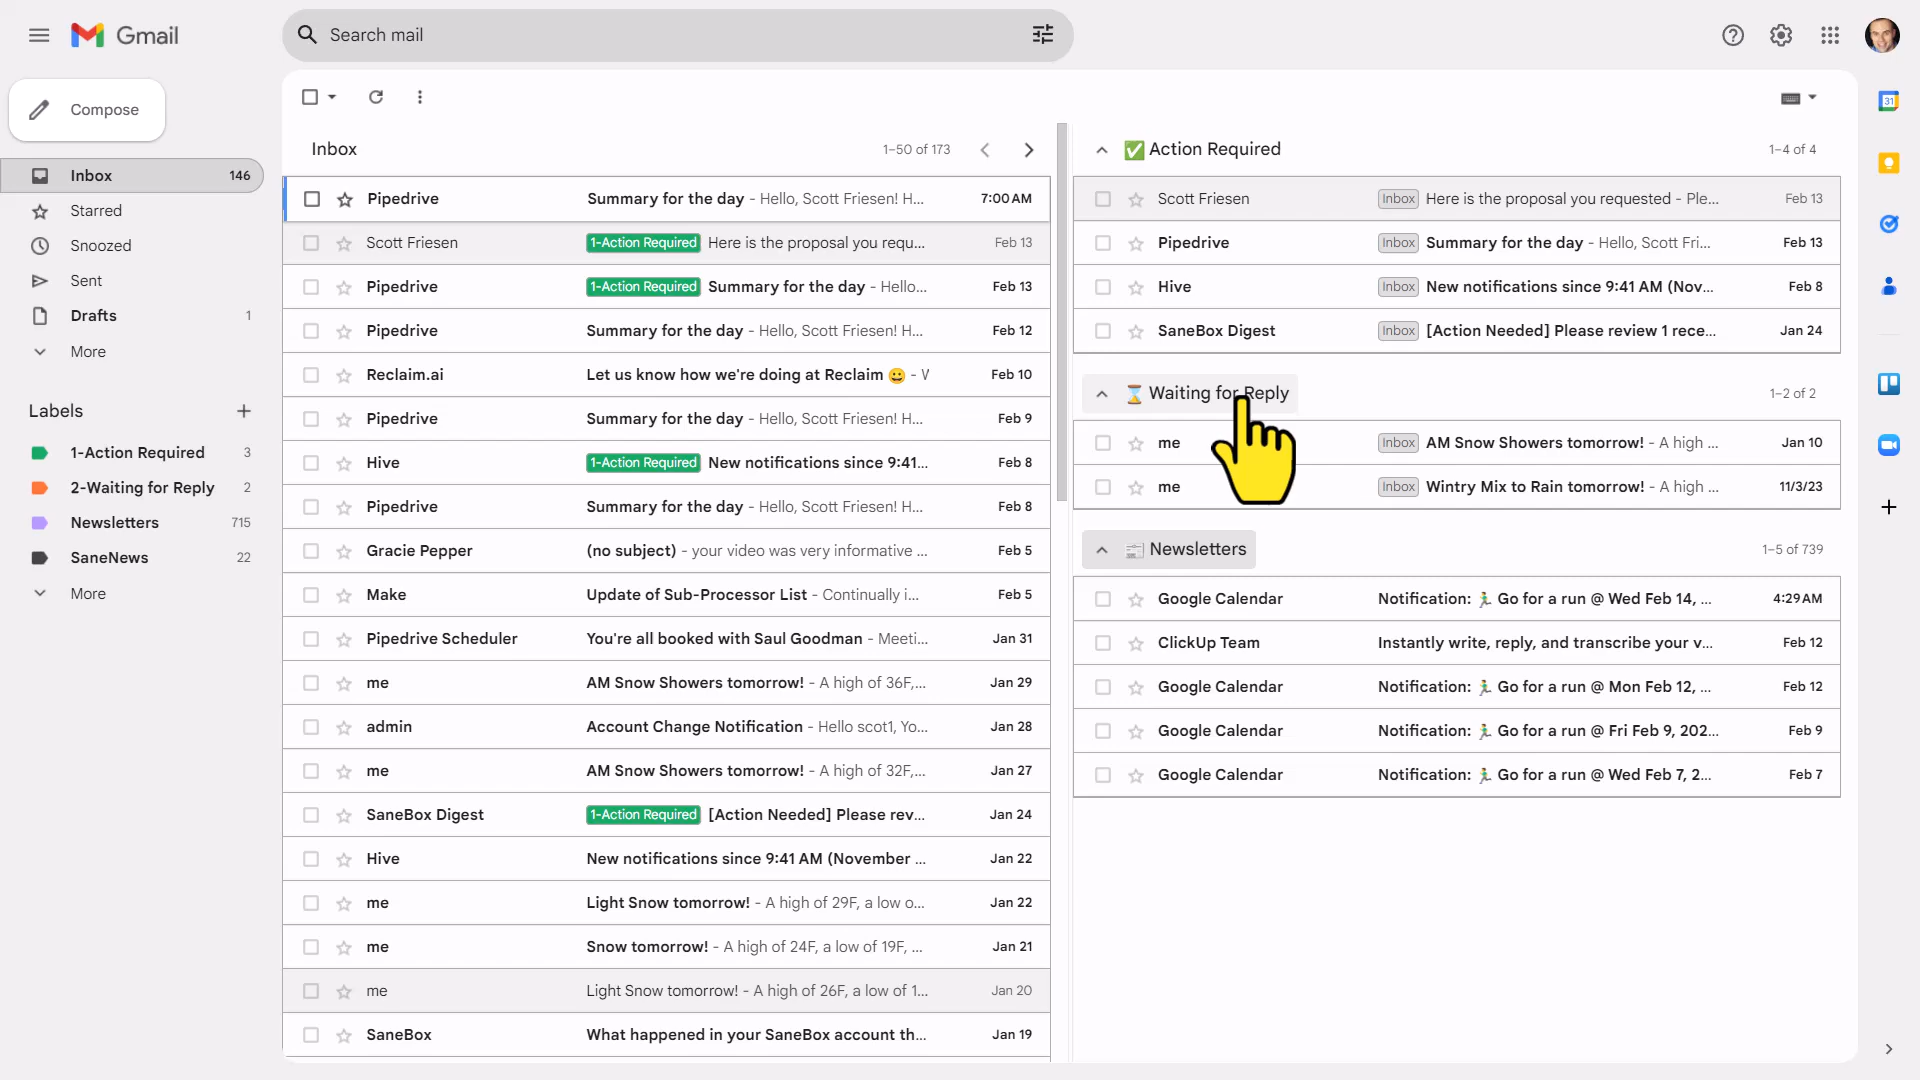 Gmail
Search mail
Compose
Inbox 146
Starred
Snoozed
Sent
Drafts 1
More
Labels
1-Action Required 3
2-Waiting for Reply 2
Newsletters 715
SaneNews 22
More
Inbox 1–50 of 173
Pipedrive Summary for the day - Hello, Scott Friesen! H... 7:00 AM
Scott Friesen 1-Action Required Here is the proposal you requ... Feb 13
Pipedrive 1-Action Required Summary for the day - Hello... Feb 13
Pipedrive Summary for the day - Hello, Scott Friesen! H... Feb 12
Reclaim.ai Let us know how we're doing at Reclaim 😀 - W Feb 10
Pipedrive Summary for the day - Hello, Scott Friesen! H... Feb 9
Hive 1-Action Required New notifications since 9:41... Feb 8
Pipedrive Summary for the day - Hello, Scott Friesen! H... Feb 8
Gracie Pepper (no subject) - your video was very informative ... Feb 5
Make Update of Sub-Processor List - Continually i... Feb 5
Pipedrive Scheduler You're all booked with Saul Goodman - Meeti... Jan 31
me AM Snow Showers tomorrow! - A high of 36F,... Jan 29
admin Account Change Notification - Hello scot1, Yo... Jan 28
me AM Snow Showers tomorrow! - A high of 32F,... Jan 27
SaneBox Digest 1-Action Required [Action Needed] Please rev... Jan 24
Hive New notifications since 9:41 AM (November ... Jan 22
me Light Snow tomorrow! - A high of 29F, a low o... Jan 22
me Snow tomorrow! - A high of 24F, a low of 19F, ... Jan 21
me Light Snow tomorrow! - A high of 26F, a low of 1... Jan 20
SaneBox What happened in your SaneBox account th... Jan 19
✅ Action Required 1–4 of 4
Scott Friesen Inbox Here is the proposal you requested - Ple... Feb 13
Pipedrive Inbox Summary for the day - Hello, Scott Fri... Feb 13
Hive Inbox New notifications since 9:41 AM (Nov... Feb 8
SaneBox Digest Inbox [Action Needed] Please review 1 rece... Jan 24
⌛ Waiting for Reply 1–2 of 2
me Inbox AM Snow Showers tomorrow! - A high ... Jan 10
me Inbox Wintry Mix to Rain tomorrow! - A high ... 11/3/23
📰 Newsletters 1–5 of 739
Google Calendar Notification: 🏃‍♂️ Go for a run @ Wed Feb 14, ... 4:29 AM
ClickUp Team Instantly write, reply, and transcribe your v... Feb 12
Google Calendar Notification: 🏃‍♂️ Go for a run @ Mon Feb 12, ... Feb 12
Google Calendar Notification: 🏃‍♂️ Go for a run @ Fri Feb 9, 202... Feb 9
Google Calendar Notification: 🏃‍♂️ Go for a run @ Wed Feb 7, 2... Feb 7
31